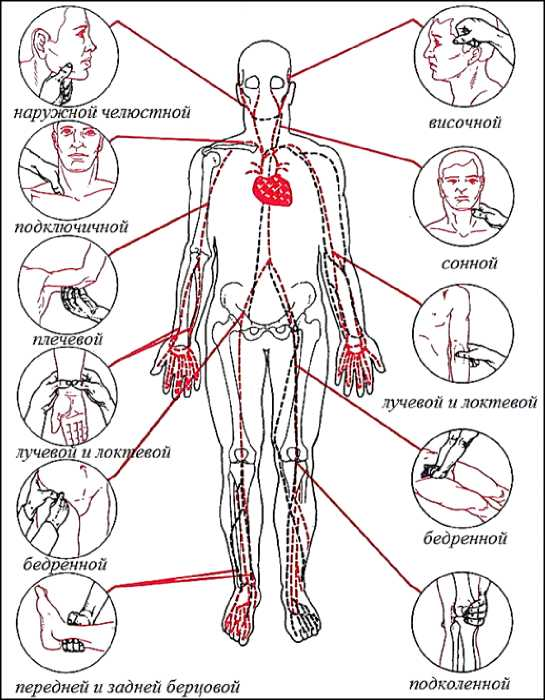 наружной челюстной
височной
подключичной
сонной
плечевой
лучевой и локтевой
лучевой и локтевой
бедренной
бедренной
передней и задней берцовой
подколенной